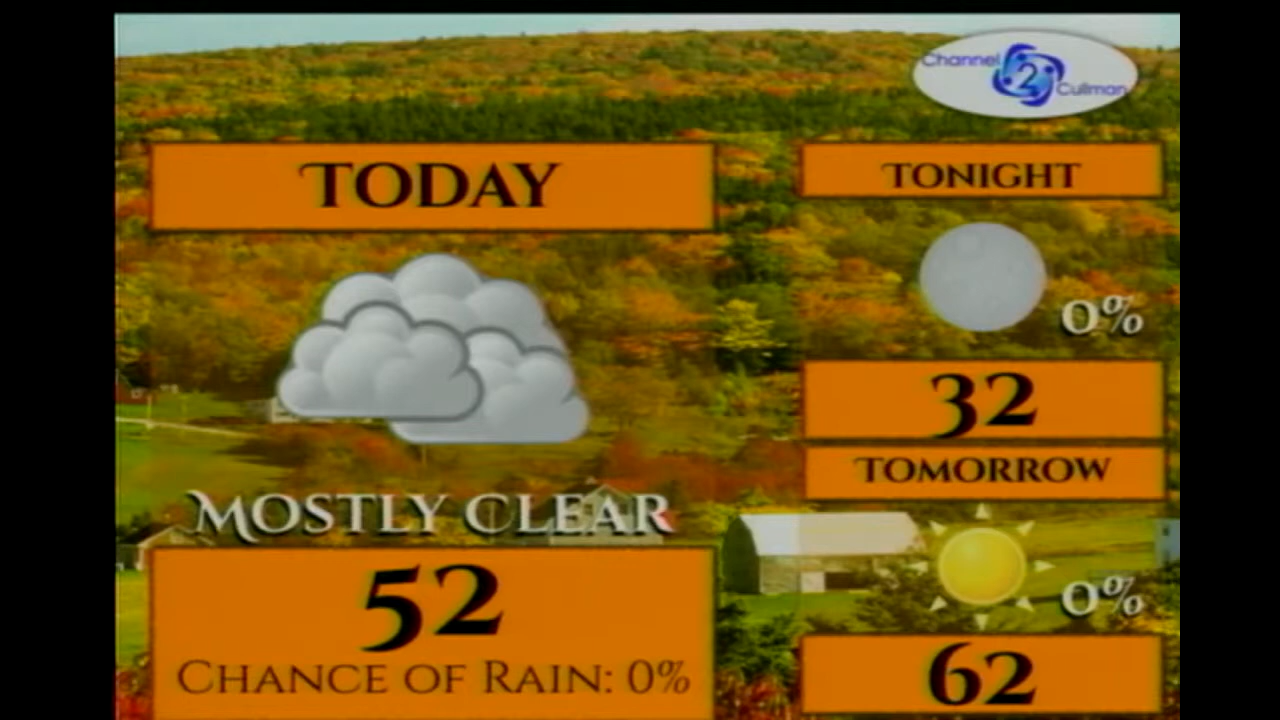 Channel
2
Cullman
TODAY
TONIGHT
0%
32
TOMORROW
MOSTLY CLEAR
0%
52
CHANCE OF RAIN: 0%
62